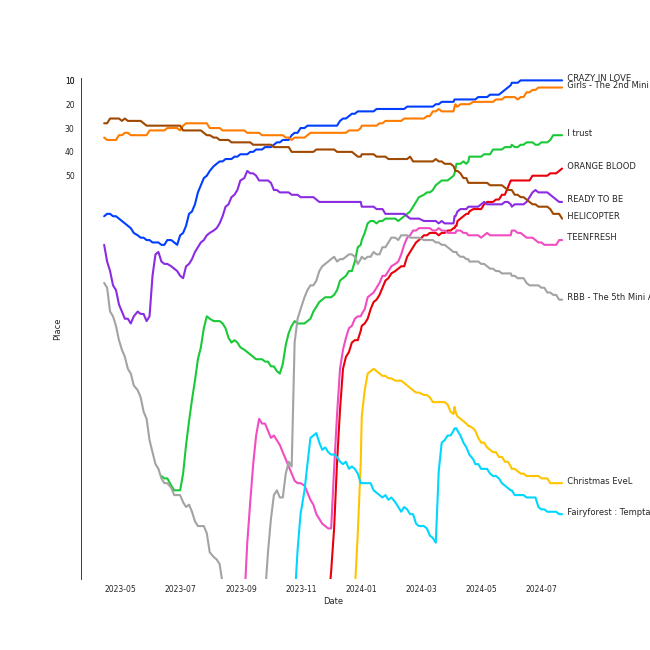 10
20
30
40
50
Place
CRAZY IN LOVE
Girls - The 2nd Mini
I trust
ORANGE BLOOD
READY TO BE
HELICOPTER
TEENFRESH
RBB - The 5th Mini
Christmas EveL
Fairyforest : Tempta
2023-05
2023-07
2023-09
2023-11
2024-01
2024-03
2024-05
2024-07
Date